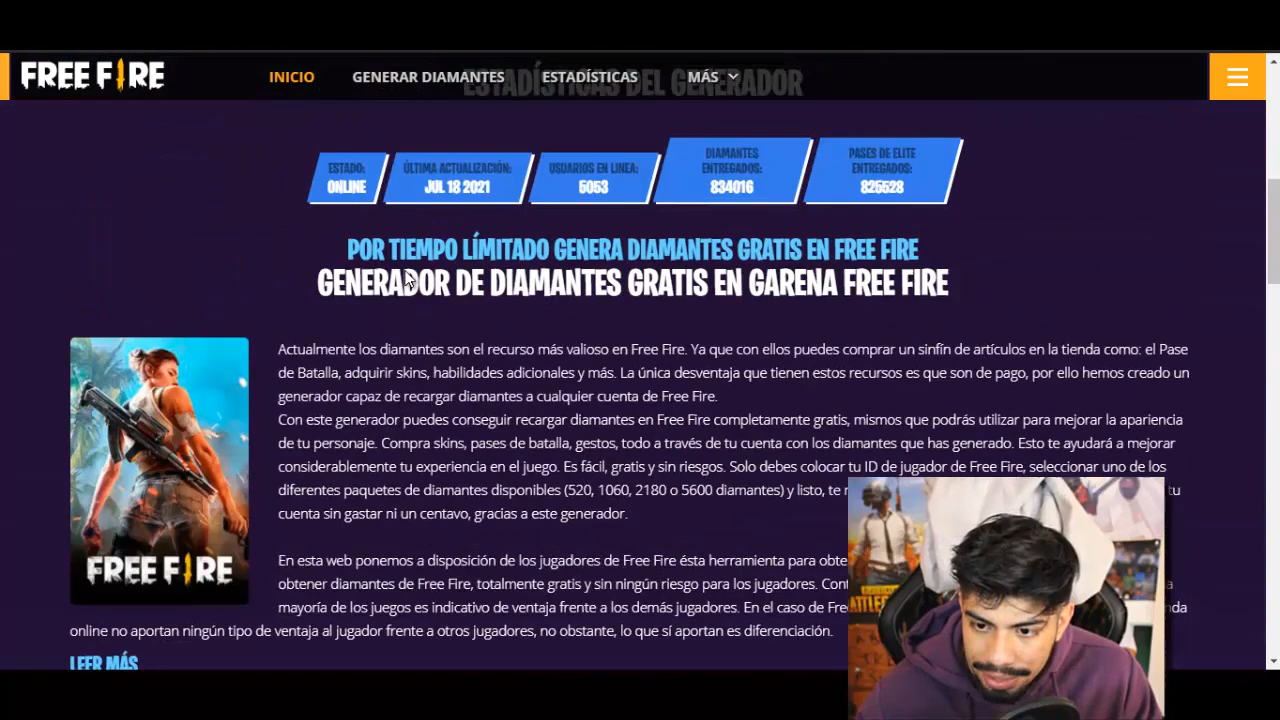 FREE FIRE
INICIO
GENERAR DIAMANTES
ESTADÍSTICAS
MÁS
ESTADÍSTICAS DEL GENERADOR
ESTADO:
ONLINE
ÚLTIMA ACTUALIZACIÓN:
JUL 18 2021
USUARIOS EN LINEA:
5053
DIAMANTES
ENTREGADOS:
834016
PASES DE ELITE
ENTREGADOS:
825528
POR TIEMPO LÍMITADO GENERA DIAMANTES GRATIS EN FREE FIRE
GENERADOR DE DIAMANTES GRATIS EN GARENA FREE FIRE
FREE FIRE
Actualmente los diamantes son el recurso más valioso en Free Fire. Ya que con ellos puedes comprar un sinfín de artículos en la tienda como: el Pase
de Batalla, adquirir skins, habilidades adicionales y más. La única desventaja que tienen estos recursos es que son de pago, por ello hemos creado un
generador capaz de recargar diamantes a cualquier cuenta de Free Fire.
Con este generador puedes conseguir recargar diamantes en Free Fire completamente gratis, mismos que podrás utilizar para mejorar la apariencia
de tu personaje. Compra skins, pases de batalla, gestos, todo a través de tu cuenta con los diamantes que has generado. Esto te ayudará a mejorar
considerablemente tu experiencia en el juego. Es fácil, gratis y sin riesgos. Solo debes colocar tu ID de jugador de Free Fire, seleccionar uno de los
diferentes paquetes de diamantes disponibles (520, 1060, 2180 o 5600 diamantes) y listo, te tu
cuenta sin gastar ni un centavo, gracias a este generador.
En esta web ponemos a disposición de los jugadores de Free Fire ésta herramienta para
obtener diamantes de Free Fire, totalmente gratis y sin ningún riesgo para los jugadores.
mayoría de los juegos es indicativo de ventaja frente a los demás jugadores. En el caso de
online no aportan ningún tipo de ventaja al jugador frente a otros jugadores, no obstante, lo que sí aportan es diferenciación.
LEER MÁS